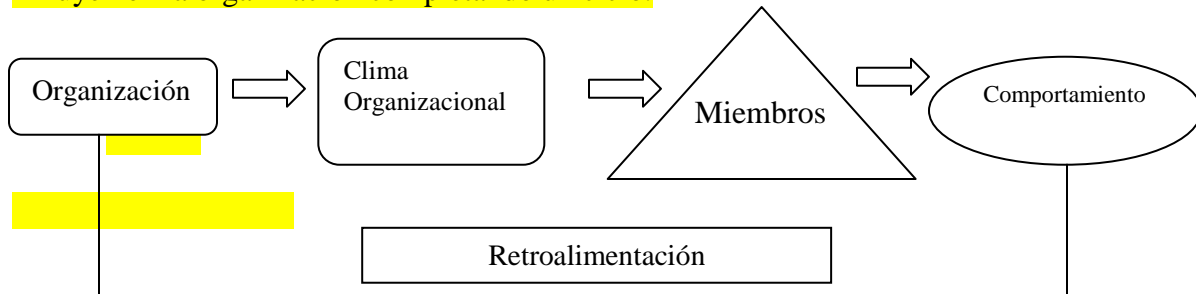 Organización
Clima
Organizacional
Miembros
Comportamiento
Retroalimentación